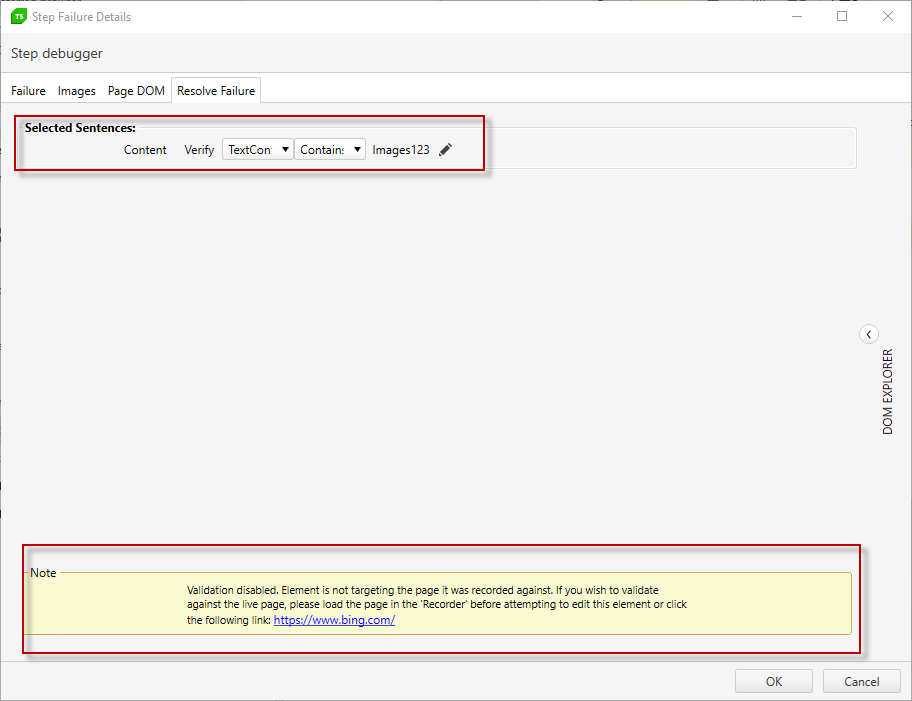 TS Step Failure Details
Step debugger
Failure Images Page DOM Resolve Failure
Selected Sentences:
Content Verify TextCon Contains Images123
DOM EXPLORER
Note
Validation disabled. Element is not targeting the page it was recorded against. If you wish to validate
against the live page, please load the page in the 'Recorder' before attempting to edit this element or click
the following link: https://www.bing.com/
OK Cancel